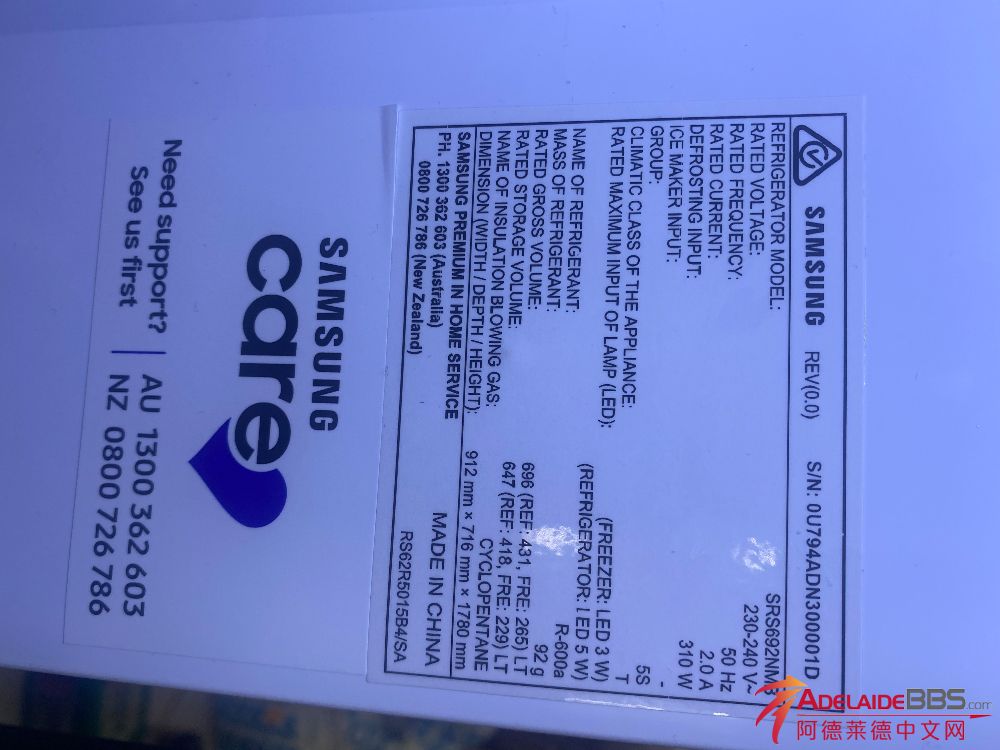 SAMSUNG REV(0.0) S/N: 0U794ADN300001D
REFRIGERATOR MODEL:
RATED VOLTAGE: 230-240 V~
RATED FREQUENCY: 50 Hz
RATED CURRENT: 2.0 A
DEFROSTING INPUT: 310 W
ICE MAKER INPUT: -
GROUP: 5S
CLIMATIC CLASS OF THE APPLIANCE: T
RATED MAXIMUM INPUT OF LAMP (LED): (FREEZER: LED 3 W)
(REFRIGERATOR: LED 5 W)
NAME OF REFRIGERANT: R-600a
MASS OF REFRIGERANT: 92 g
RATED GROSS VOLUME: 696 (REF: 431, FRE: 265) LT
RATED STORAGE VOLUME: 647 (REF: 418, FRE: 229) LT
NAME OF INSULATION BLOWING GAS: CYCLOPENTANE
DIMENSION (WIDTH / DEPTH / HEIGHT): 912 mm × 716 mm × 1780 mm
SAMSUNG PREMIUM IN HOME SERVICE
PH. 1300 362 603 (Australia) MADE IN CHINA
0800 726 786 (New Zealand)
RS62R5015B4/SA
SAMSUNG
care
Need support? | AU 1300 362 603
See us first | NZ 0800 726 786
ADELAIDEBBS.com
阿德莱德中文网